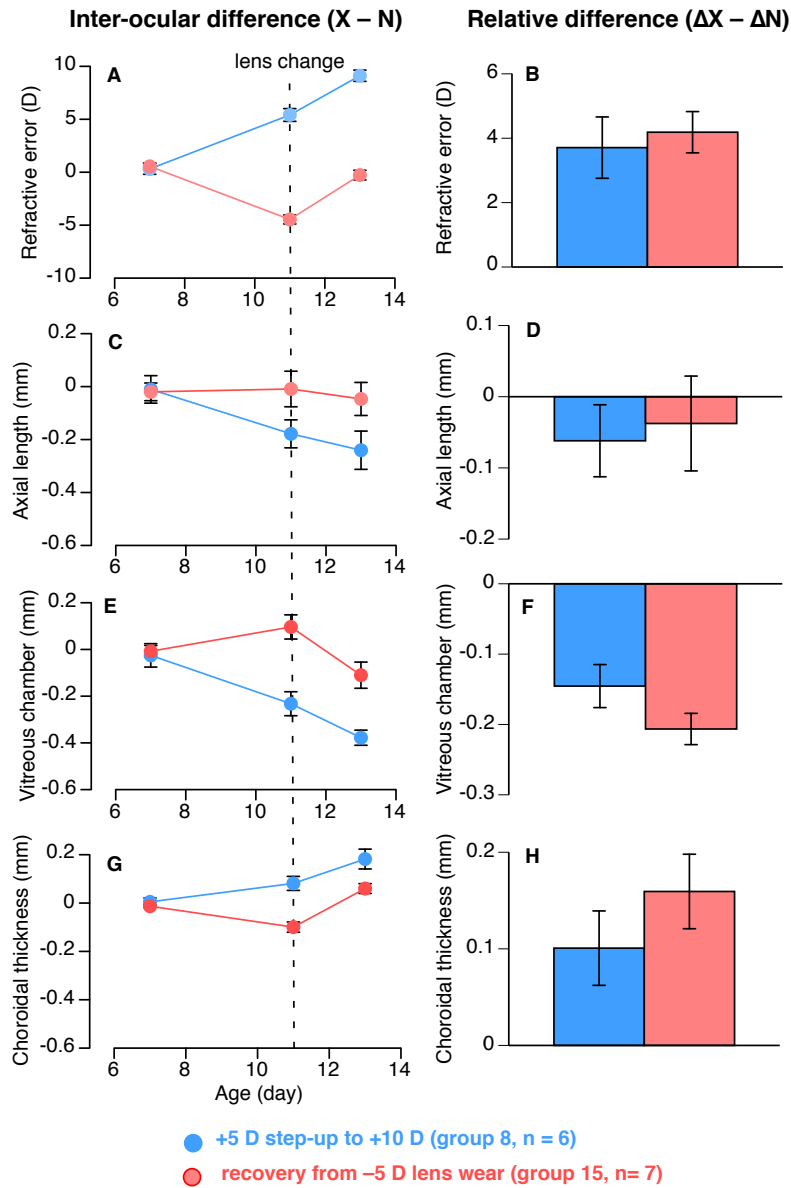 Inter-ocular difference (X – N)
Relative difference (ΔX – ΔN)
lens change
A
Refractive error (D)
10
5
0
-5
-10
6 8 10 12 14
B
Refractive error (D)
6
4
2
0
C
Axial length (mm)
0.2
0
-0.2
-0.4
-0.6
6 8 10 12 14
D
Axial length (mm)
0.1
0
-0.1
-0.2
E
Vitreous chamber (mm)
0.2
0
-0.2
-0.4
-0.6
6 8 10 12 14
F
Vitreous chamber (mm)
0
-0.1
-0.2
-0.3
G
Choroidal thickness (mm)
0.2
0
-0.2
-0.4
-0.6
6 8 10 12 14
Age (day)
H
Choroidal thickness (mm)
0.2
0.1
0
+5 D step-up to +10 D (group 8, n = 6)
recovery from –5 D lens wear (group 15, n= 7)